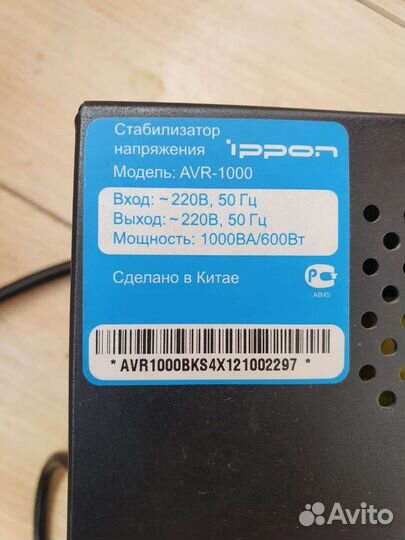 Стабилизатор
напряжения ippon
Модель: AVR-1000
Вход: ~220В, 50 Гц
Выход: ~220В, 50 Гц
Мощность: 1000ВА/600Вт
Сделано в Китае
АВ45
* AVR1000BKS4X121002297 *
Avito